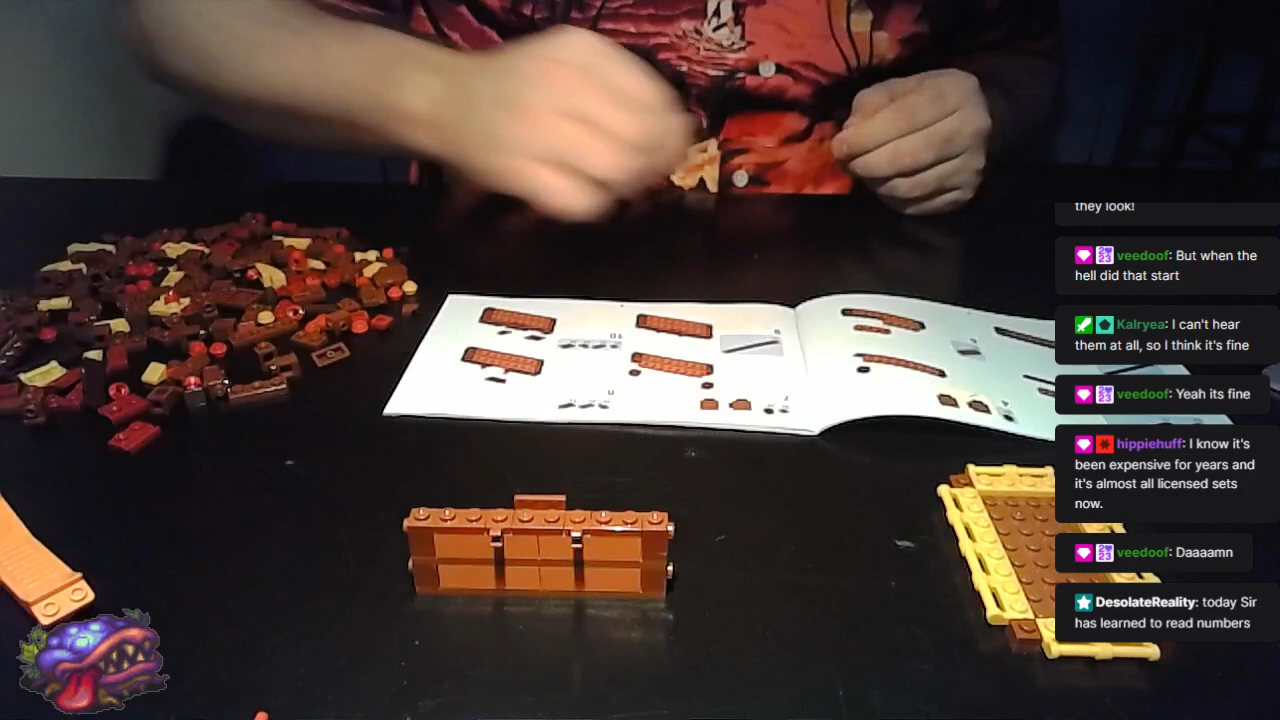 they look!
veedoof: But when the
hell did that start
Kalryea: I can't hear
them at all, so I think it's fine
veedoof: Yeah its fine
hippiehuff: I know it's
been expensive for years and
it's almost all licensed sets
now.
veedoof: Daaaamn
DesolateReality: today Sir
has learned to read numbers